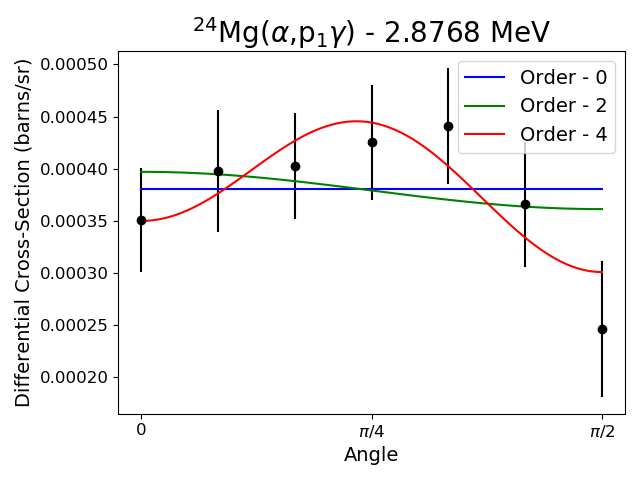 ²⁴Mg(α,p₁γ) - 2.8768 MeV
Differential Cross-Section (barns/sr)
0.00050
0.00045
0.00040
0.00035
0.00030
0.00025
0.00020
Order - 0
Order - 2
Order - 4
0
π/4
π/2
Angle